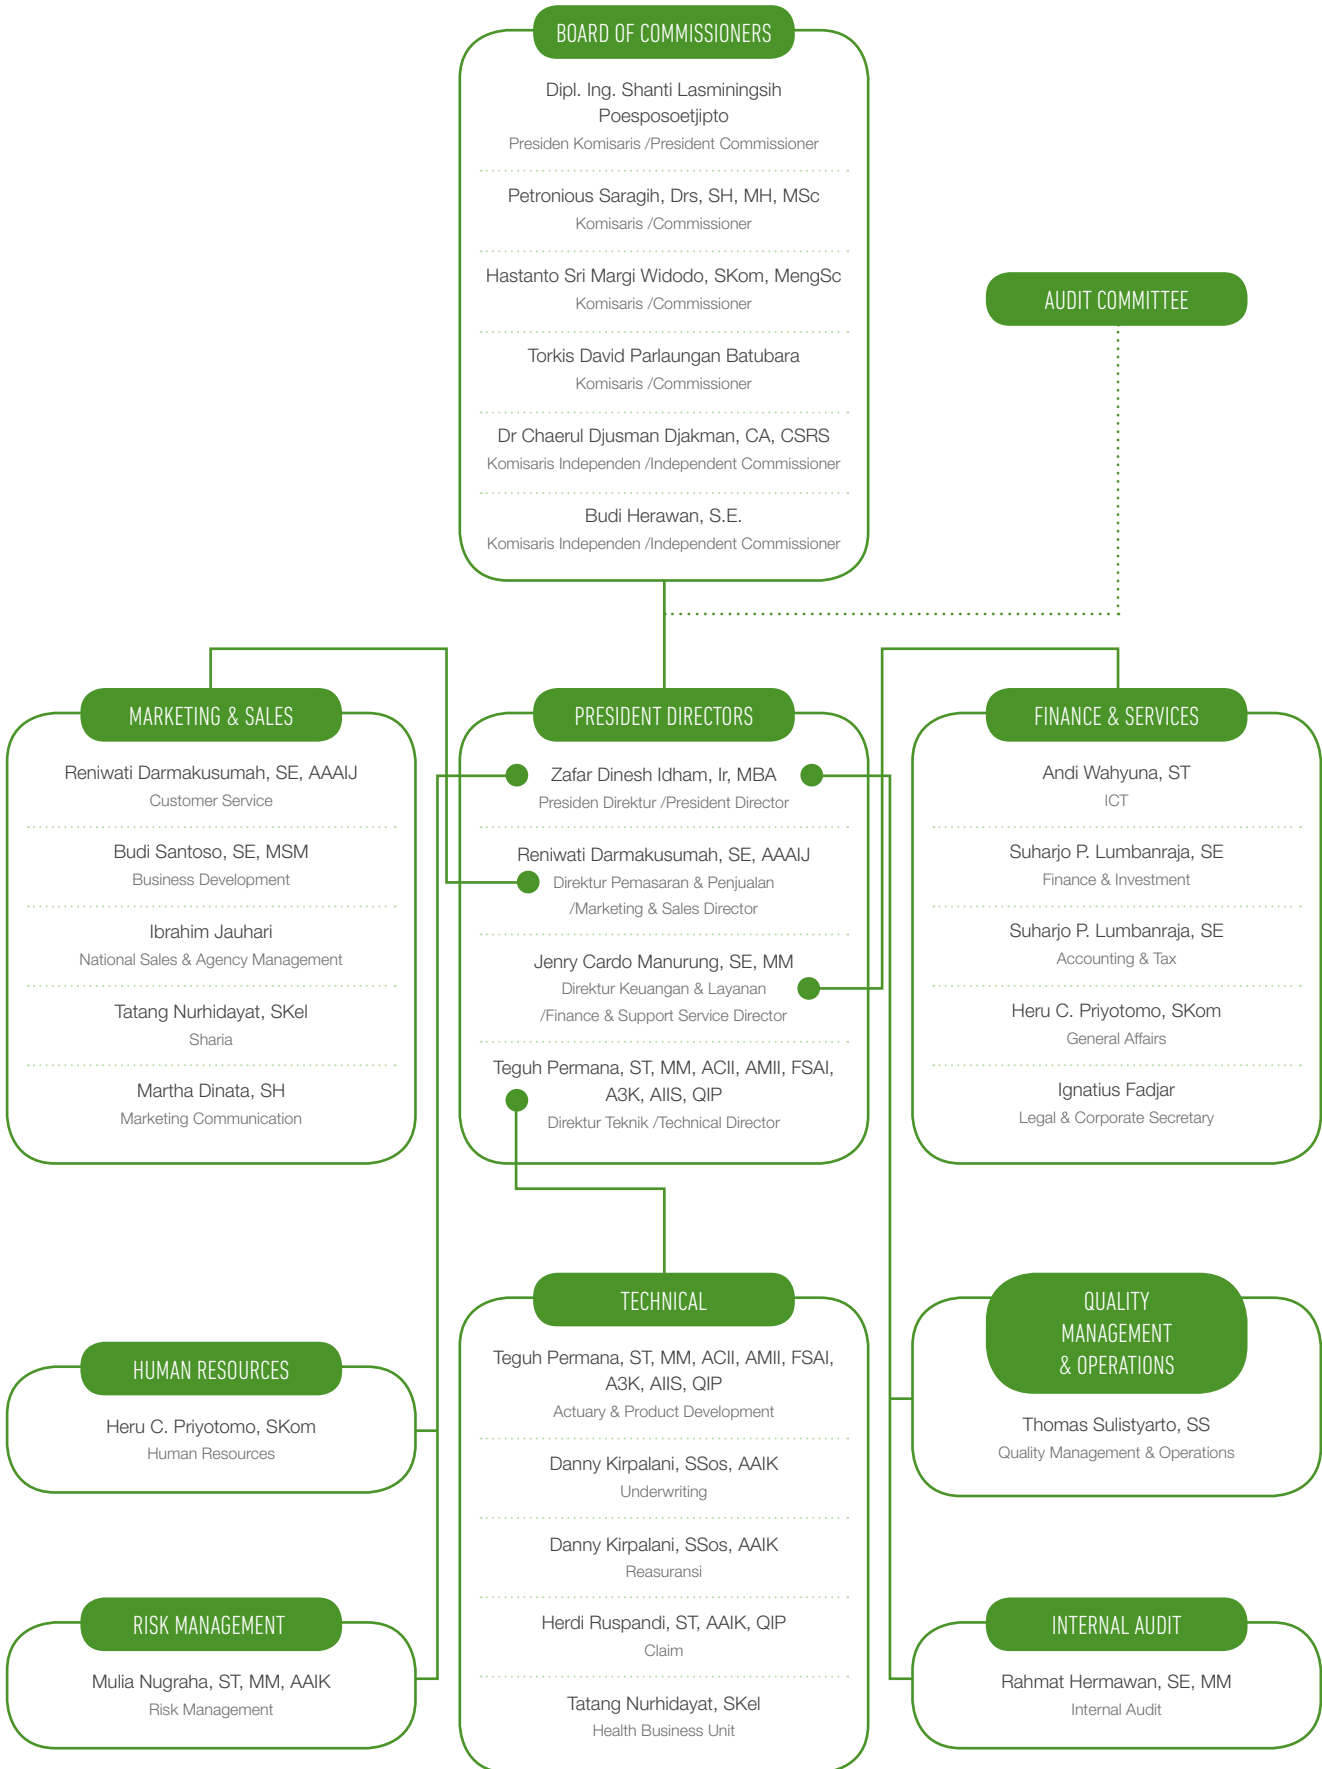 BOARD OF COMMISSIONERS
Dipl. Ing. Shanti Lasminingsih
Poesposoetjipto
Presiden Komisaris /President Commissioner
Petronious Saragih, Drs, SH, MH, MSc
Komisaris /Commissioner
Hastanto Sri Margi Widodo, SKom, MengSc
Komisaris /Commissioner
Torkis David Parlaungan Batubara
Komisaris /Commissioner
Dr Chaerul Djusman Djakman, CA, CSRS
Komisaris Independen /Independent Commissioner
Budi Herawan, S.E.
Komisaris Independen /Independent Commissioner
AUDIT COMMITTEE
MARKETING & SALES
Reniwati Darmakusumah, SE, AAAIJ
Customer Service
Budi Santoso, SE, MSM
Business Development
Ibrahim Jauhari
National Sales & Agency Management
Tatang Nurhidayat, SKel
Sharia
Martha Dinata, SH
Marketing Communication
PRESIDENT DIRECTORS
Zafar Dinesh Idham, Ir, MBA
Presiden Direktur /President Director
Reniwati Darmakusumah, SE, AAAIJ
Direktur Pemasaran & Penjualan
/Marketing & Sales Director
Jenry Cardo Manurung, SE, MM
Direktur Keuangan & Layanan
/Finance & Support Service Director
Teguh Permana, ST, MM, ACII, AMII, FSAI,
A3K, AIIS, QIP
Direktur Teknik /Technical Director
FINANCE & SERVICES
Andi Wahyuna, ST
ICT
Suharjo P. Lumbanraja, SE
Finance & Investment
Suharjo P. Lumbanraja, SE
Accounting & Tax
Heru C. Priyotomo, SKom
General Affairs
Ignatius Fadjar
Legal & Corporate Secretary
HUMAN RESOURCES
Heru C. Priyotomo, SKom
Human Resources
RISK MANAGEMENT
Mulia Nugraha, ST, MM, AAIK
Risk Management
TECHNICAL
Teguh Permana, ST, MM, ACII, AMII, FSAI,
A3K, AIIS, QIP
Actuary & Product Development
Danny Kirpalani, SSos, AAIK
Underwriting
Danny Kirpalani, SSos, AAIK
Reasuransi
Herdi Ruspandi, ST, AAIK, QIP
Claim
Tatang Nurhidayat, SKel
Health Business Unit
QUALITY
MANAGEMENT
& OPERATIONS
Thomas Sulistyarto, SS
Quality Management & Operations
INTERNAL AUDIT
Rahmat Hermawan, SE, MM
Internal Audit